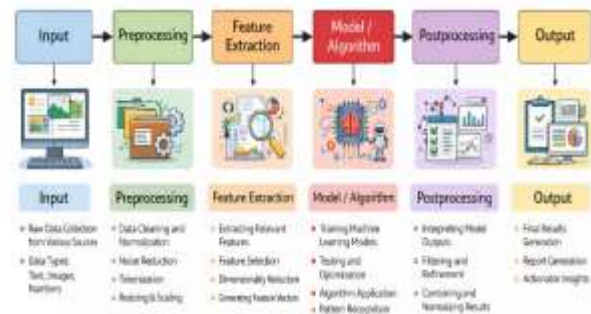 Input
Preprocessing
Feature
Extraction
Model /
Algorithm
Postprocessing
Output
Input
Preprocessing
Feature Extraction
Model / Algorithm
Postprocessing
Output
• Raw Data Collection
from Various Sources
• Data Types:
Text, Images,
Numbers
• Data Cleaning and
Normalization
• Noise Reduction
• Tokenization
• Resizing & Scaling
• Extracting Relevant
Features
• Feature Selection
• Dimensionality Reduction
• Generating Feature Vectors
• Training Machine
Learning Models
• Testing and
Optimization
• Algorithm Application
• Pattern Recognition
• Interpreting Model
Outputs
• Filtering and
Refinement
• Combining and
Normalizing Results
• Final Results
Generation
• Report Generation
• Actionable Insights